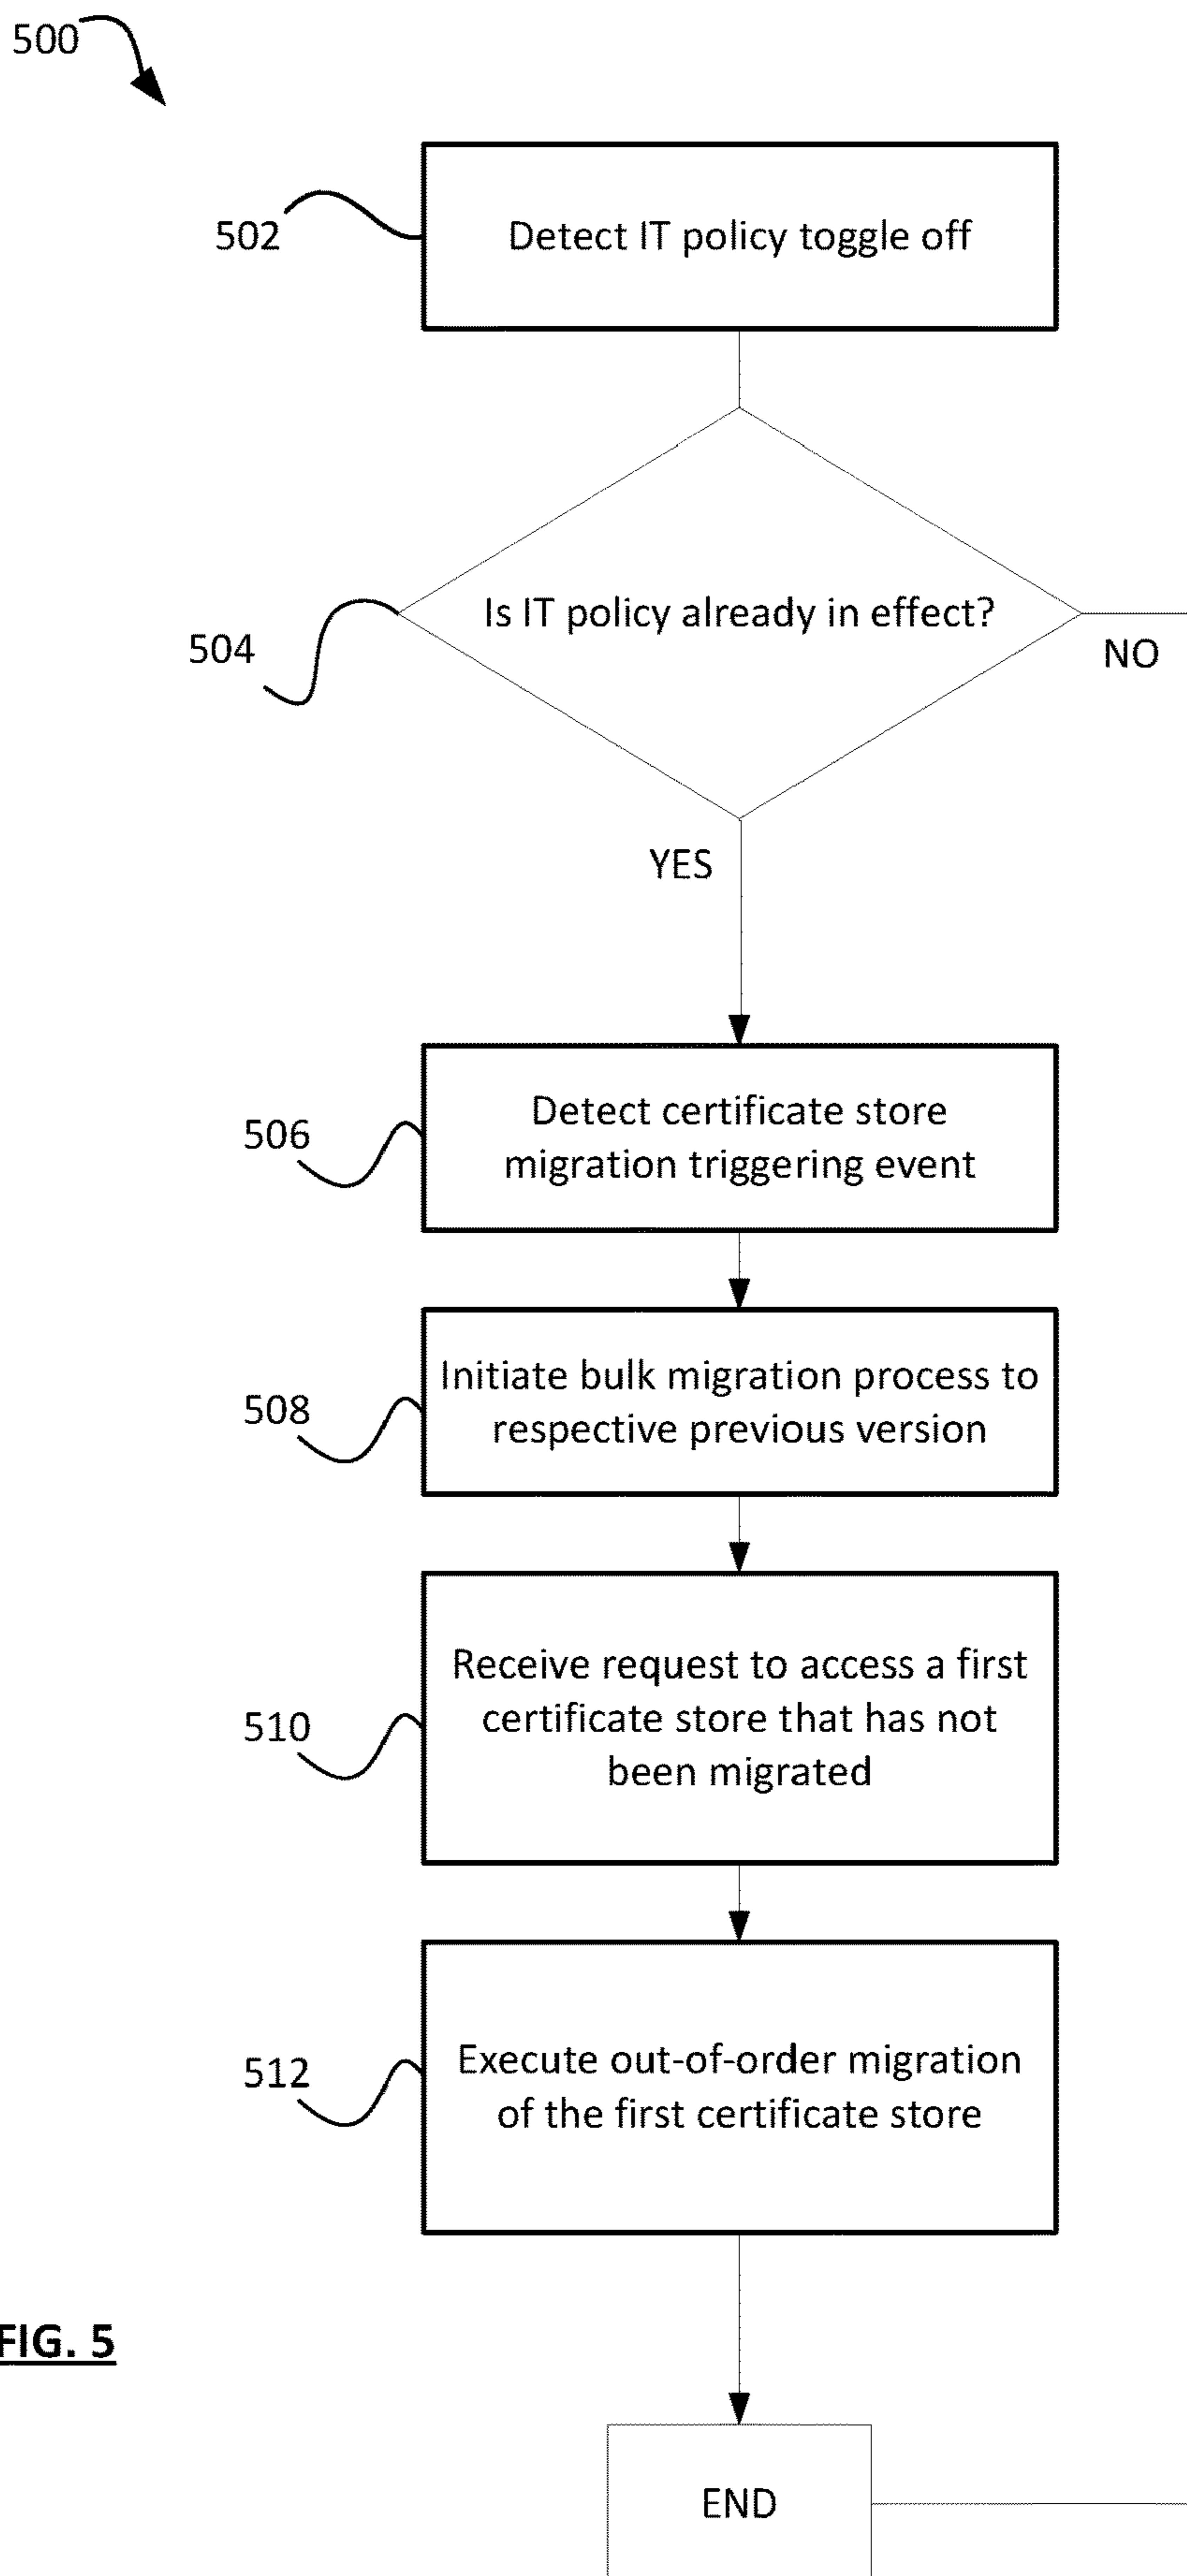 500
502
Detect IT policy toggle off
504
Is IT policy already in effect?
NO
YES
506
Detect certificate store
migration triggering event
508
Initiate bulk migration process to
respective previous version
510
Receive request to access a first
certificate store that has not
been migrated
512
Execute out-of-order migration
of the first certificate store
FIG. 5
END